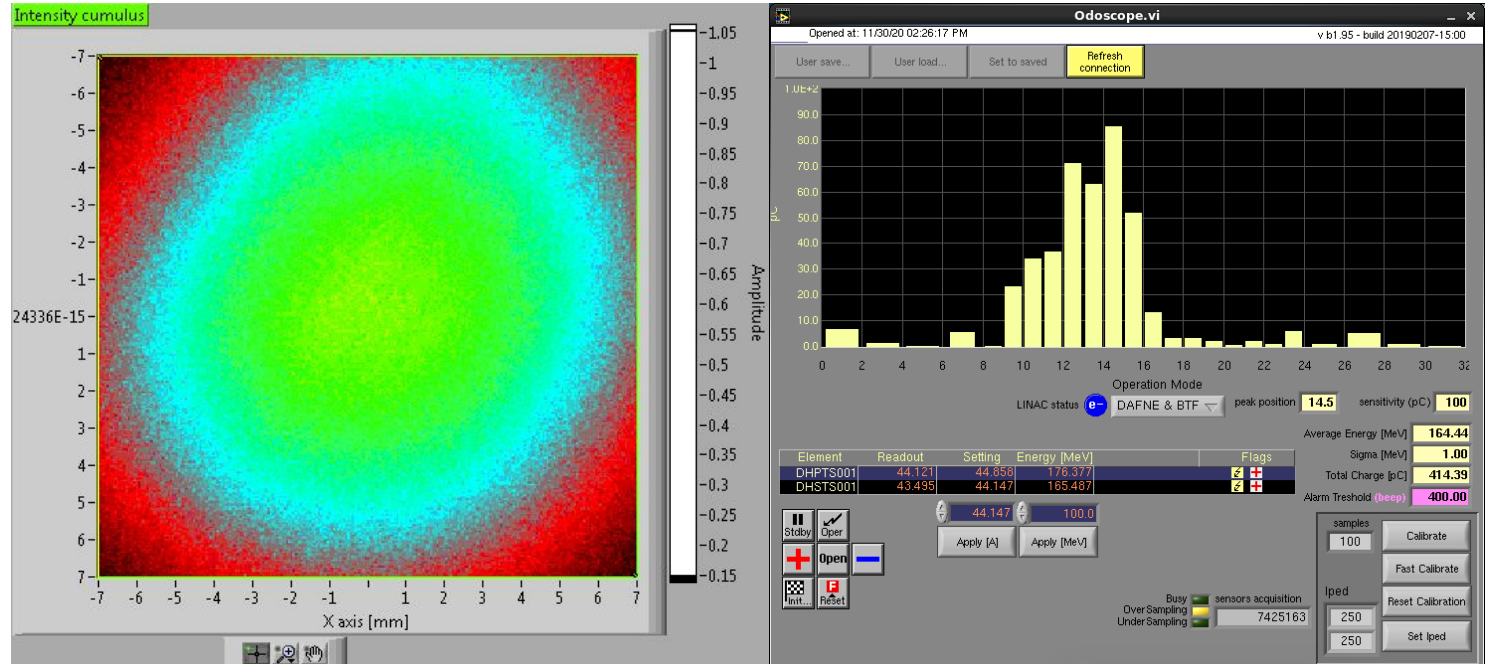 Intensity cumulus
-7
-6
-5
-4
-3
-2
-1
24336E-15
1
2
3
4
5
6
7
-7 -6 -5 -4 -3 -2 -1 1 2 3 4 5 6 7
X axis [mm]
-1.05
-1
-0.95
-0.9
-0.85
-0.8
-0.75
-0.7
-0.65
-0.6
-0.55
-0.5
-0.45
-0.4
-0.35
-0.3
-0.25
-0.2
-0.15
Amplitude
Odoscope.vi
Opened at: 11/30/20 02:26:17 PM v b1.95 - build 20190207-15:00
User save... User load... Set to saved Refresh connection
1.0E+2
90.0
80.0
70.0
60.0
50.0
40.0
30.0
20.0
10.0
0.0
pC
0 2 4 6 8 10 12 14 16 18 20 22 24 26 28 30 32
Operation Mode
LINAC status e- DAFNE & BTF peak position 14.5 sensitivity (pC) 100
Average Energy [MeV] 164.44
Sigma [MeV] 1.00
Total Charge [pC] 414.39
Alarm Treshold (beep) 400.00
Element Readout Setting Energy [MeV] Flags
DHPTS001 44.121 44.858 176.377
DHSTS001 43.495 44.147 165.487
44.147 100.0
Apply [A] Apply [MeV]
Stdby Oper
Open
Init... F Reset
Busy sensors acquisition
Over Sampling 7425163
Under Sampling
samples
100
Calibrate
Fast Calibrate
Iped
Reset Calibration
250
250
Set Iped